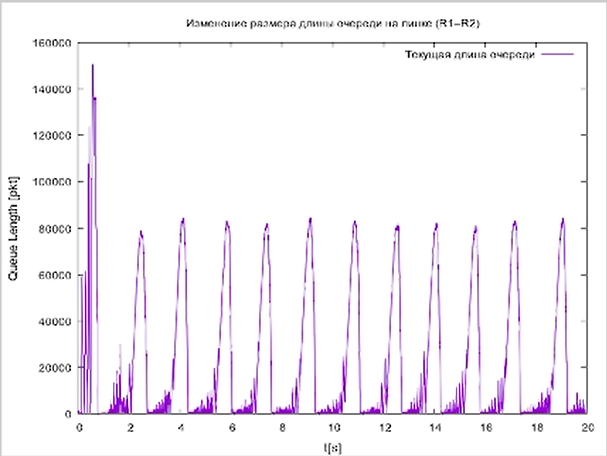 Изменение размера длины очереди на линке (R1–R2)
Текущая длина очереди
Queue Length [pkt]
160000
140000
120000
100000
80000
60000
40000
20000
0
0 2 4 6 8 10 12 14 16 18 20
t[s]